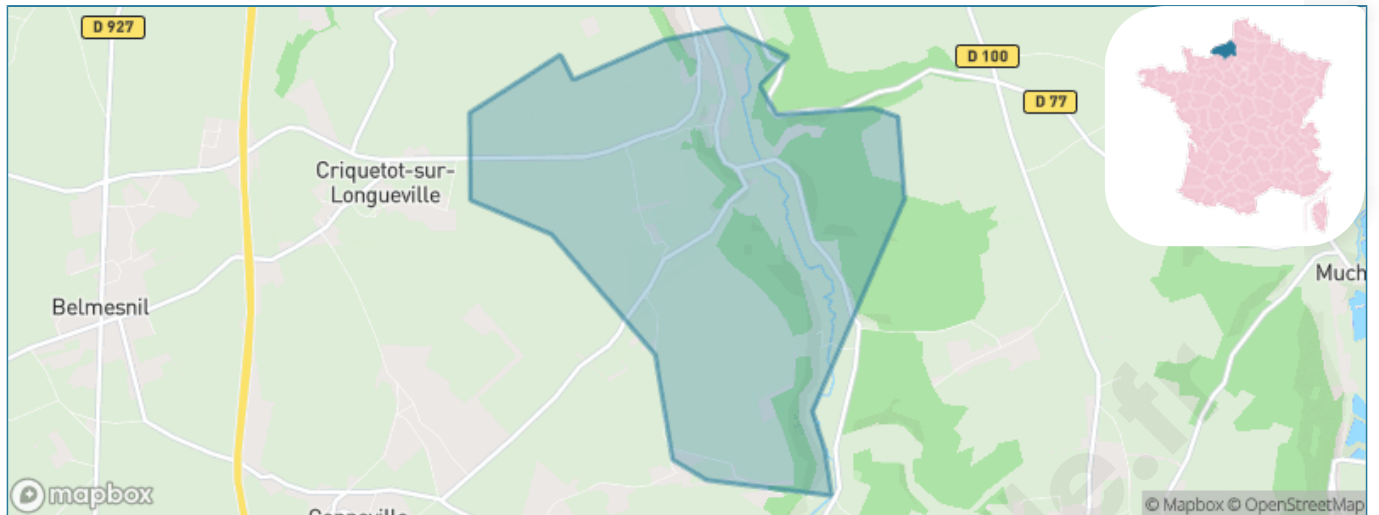 D 927
D 100
D 77
Criquetot-sur-
Longueville
Belmesnil
Much
mapbox
© Mapbox © OpenStreetMap